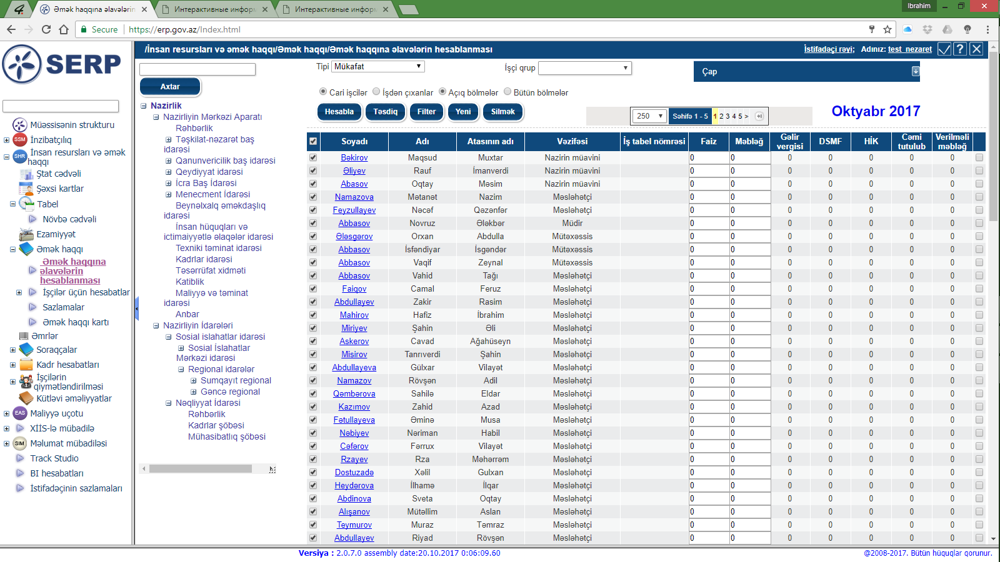 Əmək haqqına əlavələrin
Интерактивные инфор
Интерактивные инфор
Ibrahim
Secure
https://erp.gov.az/Index.html
SERP
/İnsan resursları və əmək haqqı/Əmək haqqı/Əmək haqqına əlavələrin hesablanması
İstifadəçi rəyi; Adınız: test_nezaret
Müəssisənin strukturu
SSM İnzibatçılıq
SHR İnsan resursları və əmək
haqqı
Ştat cədvəli
Şəxsi kartlar
Tabel
Növbə cədvəli
Ezamiyyət
Əmək haqqı
Əmək haqqına
əlavələrin
hesablanması
İşçilər üçün hesabatlar
Sazlamalar
Əmək haqqı kartı
Əmrlər
Soraqçalar
Kadr hesabatları
İşçilərin
qiymətləndirilməsi
Kütləvi əməliyyatlar
EAS Maliyyə uçotu
XİİS-lə mübadilə
SIM Məlumat mübadiləsi
Track Studio
BI hesabatları
İstifadəçinin sazlamaları
Axtar
Nazirlik
Nazirliyin Mərkəzi Aparatı
Rəhbərlik
Təşkilat-nəzarət baş
idarəsi
Qanunvericilik baş idarəsi
Qeydiyyat idarəsi
İcra Baş İdarəsi
Menecment İdarəsi
Beynəlxalq əməkdaşlıq
idarəsi
İnsan hüquqları və
ictimaiyyətlə əlaqələr idarəsi
Texniki təminat idarəsi
Kadrlar idarəsi
Təsərrüfat xidməti
Katiblik
Maliyyə və təminat
idarəsi
Anbar
Nazirliyin İdarələri
Sosial islahatlar idarəsi
Sosial İslahatlar
Mərkəzi idarəsi
Regional idarələr
Sumqayıt regional
Gəncə regional
Nəqliyyat İdarəsi
Rəhbərlik
Kadrlar şöbəsi
Mühasibatlıq şöbəsi
Tipi Mükafat
İşçi qrup
Çap
Cari işcilər İşdən çıxanlar Açıq bölmələr Bütün bölmələr
Hesabla Təsdiq Filter Yeni Silmək
250 Səhifə 1 - 5 1 2 3 4 5 >
Oktyabr 2017
Soyadı Adı Atasının adı Vəzifəsi İş tabel nömrəsi Faiz Məbləğ Gəlir vergisi DSMF HİK Cəmi tutulub Verilməli məbləğ
Bəkirov Maqsud Muxtar Nazirin müavini 0 0 0 0 0 0 0
Əliyev Rauf İmanverdi Nazirin müavini 0 0 0 0 0 0 0
Abasov Oqtay Məsim Nazirin müavini 0 0 0 0 0 0 0
Namazova Mətanət Nazim Məsləhətçi 0 0 0 0 0 0 0
Feyzullayev Nəcəf Qəzənfər Məsləhətçi 0 0 0 0 0 0 0
Abbasov Novruz Ələkbər Müdir 0 0 0 0 0 0 0
Ələsgərov Orxan Abdulla Mütəxəssis 0 0 0 0 0 0 0
Abbasov İsfəndiyar İsgəndər Mütəxəssis 0 0 0 0 0 0 0
Abbasov Vaqif Zeynal Mütəxəssis 0 0 0 0 0 0 0
Abbasov Vahid Tağı Məsləhətçi 0 0 0 0 0 0 0
Faiqov Camal Feruz Məsləhətçi 0 0 0 0 0 0 0
Abdullayev Zakir Rasim Məsləhətçi 0 0 0 0 0 0 0
Mahirov Hafiz İbrahim Məsləhətçi 0 0 0 0 0 0 0
Miriyev Şahin Əli Məsləhətçi 0 0 0 0 0 0 0
Askerov Cavad Ağahüseyn Məsləhətçi 0 0 0 0 0 0 0
Misirov Tanrıverdi Şahin Məsləhətçi 0 0 0 0 0 0 0
Abdullayeva Gülxar Vilayət Məsləhətçi 0 0 0 0 0 0 0
Namazov Rövşən Adil Məsləhətçi 0 0 0 0 0 0 0
Qəmbərova Sahilə Eldar Məsləhətçi 0 0 0 0 0 0 0
Kazımov Zahid Azad Məsləhətçi 0 0 0 0 0 0 0
Fətullayeva Əminə Musa Məsləhətçi 0 0 0 0 0 0 0
Nəbiyev Nəriman Habil Məsləhətçi 0 0 0 0 0 0 0
Cəfərov Fərrux Vilayət Məsləhətçi 0 0 0 0 0 0 0
Rzayev Rza Məhərrəm Məsləhətçi 0 0 0 0 0 0 0
Dostuzadə Xəlil Gulxan Məsləhətçi 0 0 0 0 0 0 0
Heydərova İlhamə İlqar Məsləhətçi 0 0 0 0 0 0 0
Abdinova Sveta Oqtay Məsləhətçi 0 0 0 0 0 0 0
Alışanov Mütəllim Aslan Məsləhətçi 0 0 0 0 0 0 0
Teymurov Muraz Təmraz Məsləhətçi 0 0 0 0 0 0 0
Abdullayev Riyad Rövşən Məsləhətçi 0 0 0 0 0 0 0
Versiya : 2.0.7.0 assembly date:20.10.2017 0:06:09.60
@2008-2017. Bütün hüquqlar qorunur.